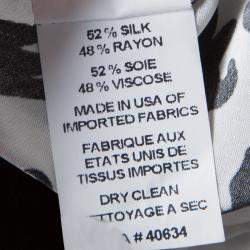 52% SILK
48% RAYON
52% SOIE
48% VISCOSE
MADE IN USA OF
IMPORTED FABRICS
FABRIQUE AUX
ETATS UNIS DE
TISSUS IMPORTES
DRY CLEAN
ETTOYAGE A SEC
A # 40634